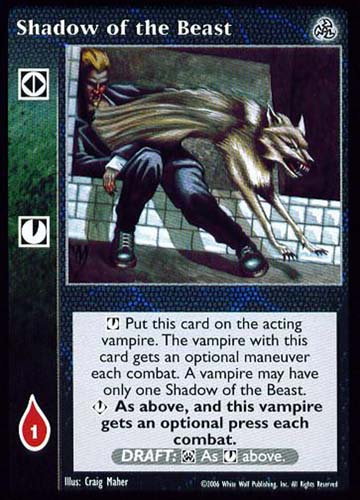 Shadow of the Beast
Put this card on the acting
vampire. The vampire with this
card gets an optional maneuver
each combat. A vampire may have
only one Shadow of the Beast.
As above, and this vampire
gets an optional press each
combat.
DRAFT: As above.
1
Illus: Craig Maher ©2006 White Wolf Publishing, Inc. All Rights Reserved